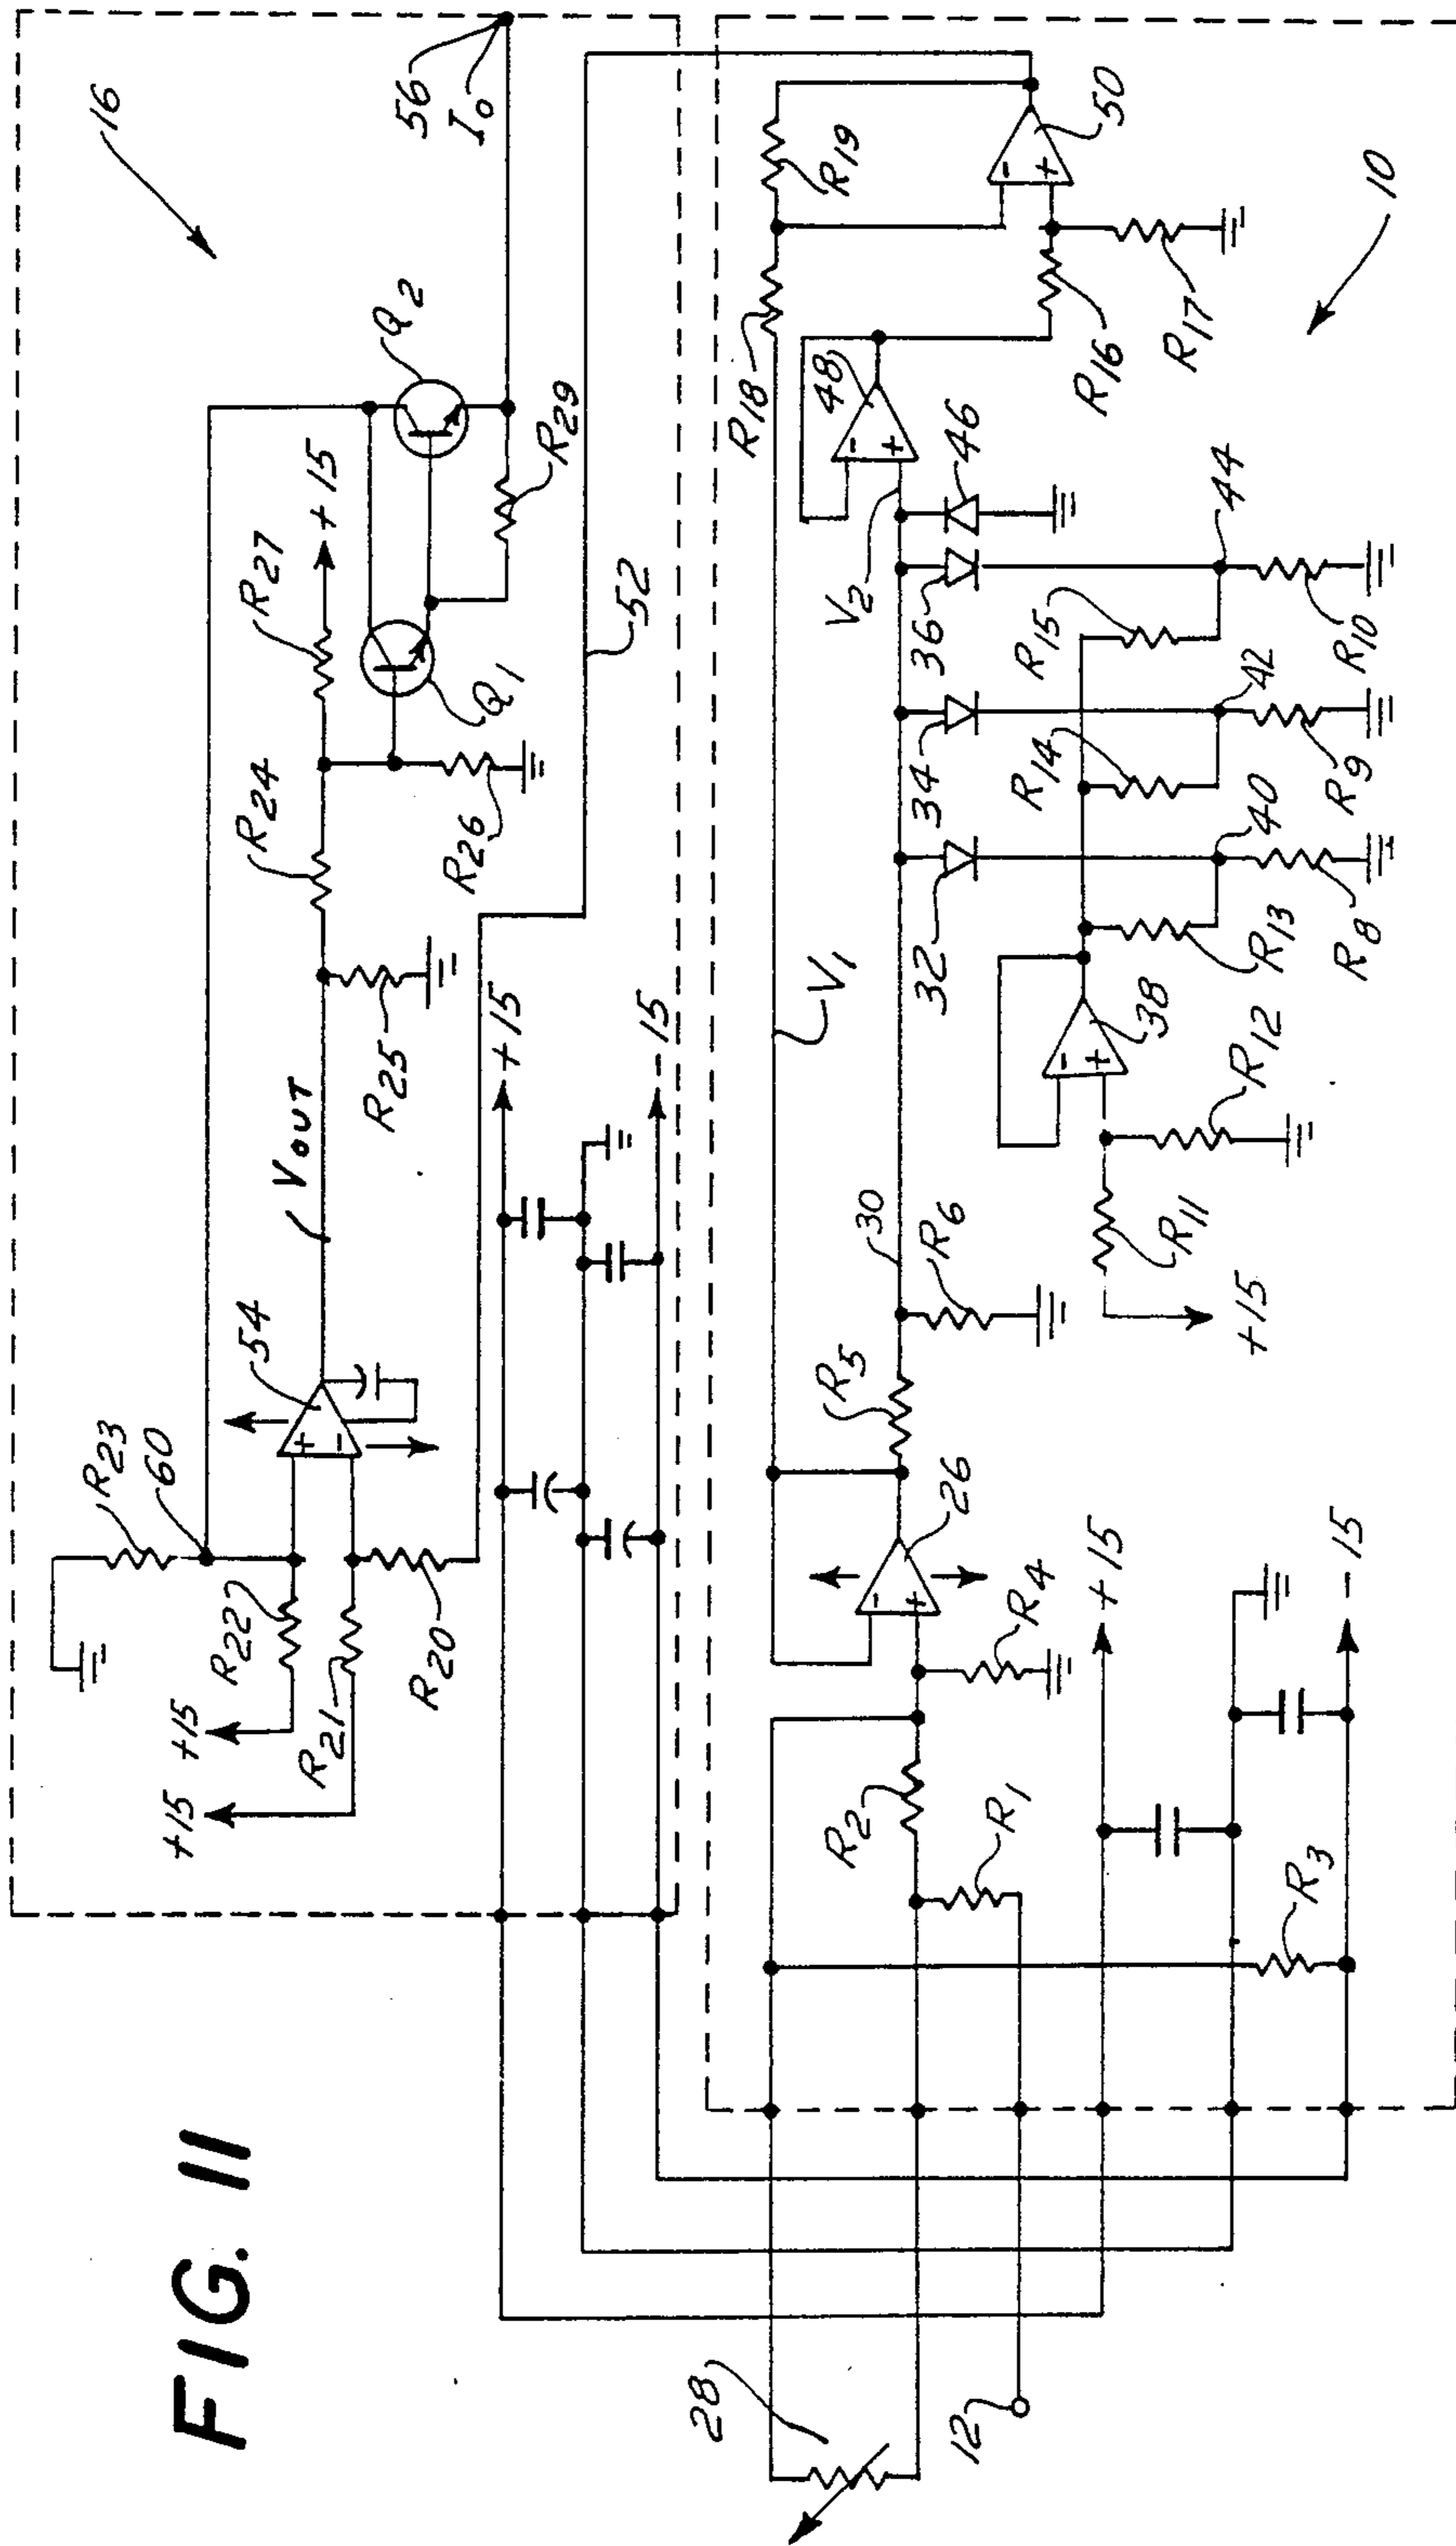 FIG. 11
16
56
I0
Q2
R27
+15
R24
Q1
R29
R26
52
VOUT
R25
54
R23
60
R22
+15
R21
+15
R20
+15
-15
10
50
R19
R18
48
R16
R17
46
V2
36
44
R15
R10
34
42
R14
R9
32
40
R13
R8
V1
38
R12
30
R6
R11
+15
R5
26
R4
+15
-15
R2
R1
R3
28
12